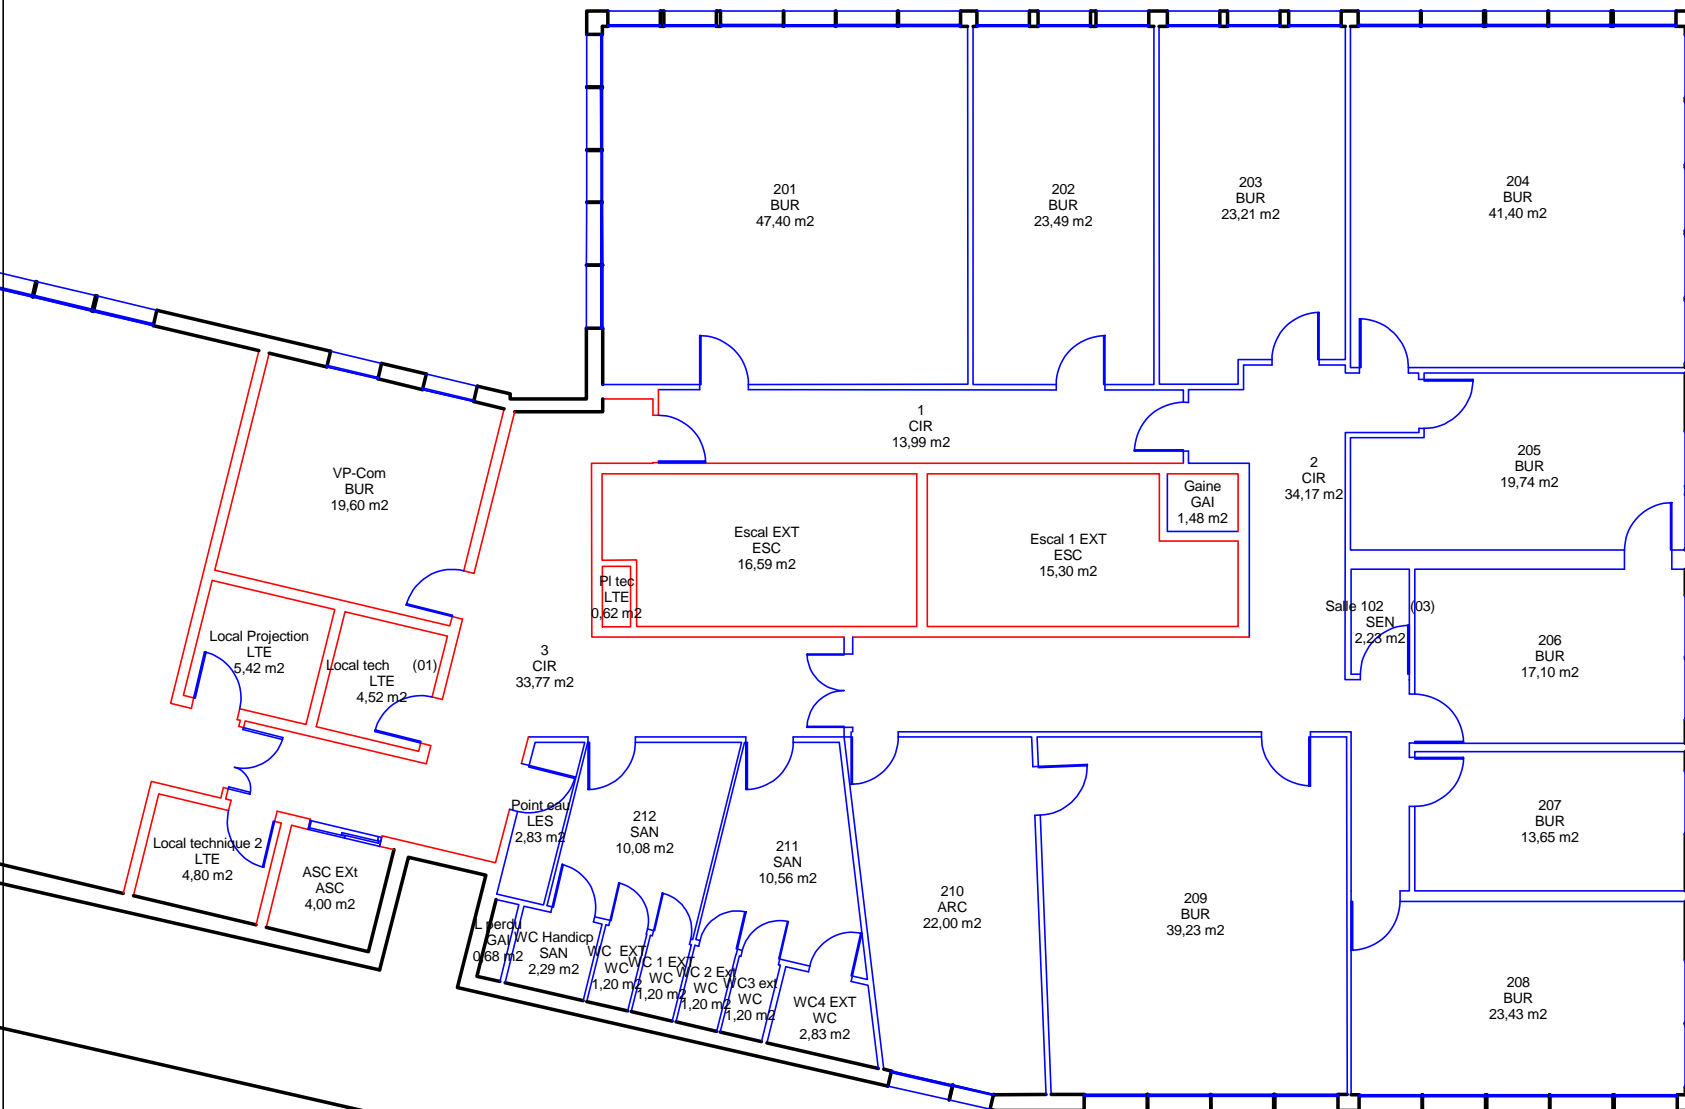 201
BUR
47,40 m2
202
BUR
23,49 m2
203
BUR
23,21 m2
204
BUR
41,40 m2
1
CIR
13,99 m2
2
CIR
34,17 m2
205
BUR
19,74 m2
VP-Com
BUR
19,60 m2
Gaine
GAI
1,48 m2
Escal EXT
ESC
16,59 m2
Escal 1 EXT
ESC
15,30 m2
Pl tec
LTE
0,62 m2
Salle 102 (03)
SEN
2,23 m2
206
BUR
17,10 m2
Local Projection
LTE
5,42 m2
Local tech (01)
LTE
4,52 m2
3
CIR
33,77 m2
Point eau
LES
2,83 m2
212
SAN
10,08 m2
211
SAN
10,56 m2
207
BUR
13,65 m2
Local technique 2
LTE
4,80 m2
ASC EXt
ASC
4,00 m2
210
ARC
22,00 m2
209
BUR
39,23 m2
L perdu
GAI
0,68 m2
WC Handicp
SAN
2,29 m2
WC EXT
WC
1,20 m2
WC 1 EXT
WC
1,20 m2
WC 2 Ext
WC
1,20 m2
WC3 ext
WC
1,20 m2
WC4 EXT
WC
2,83 m2
208
BUR
23,43 m2